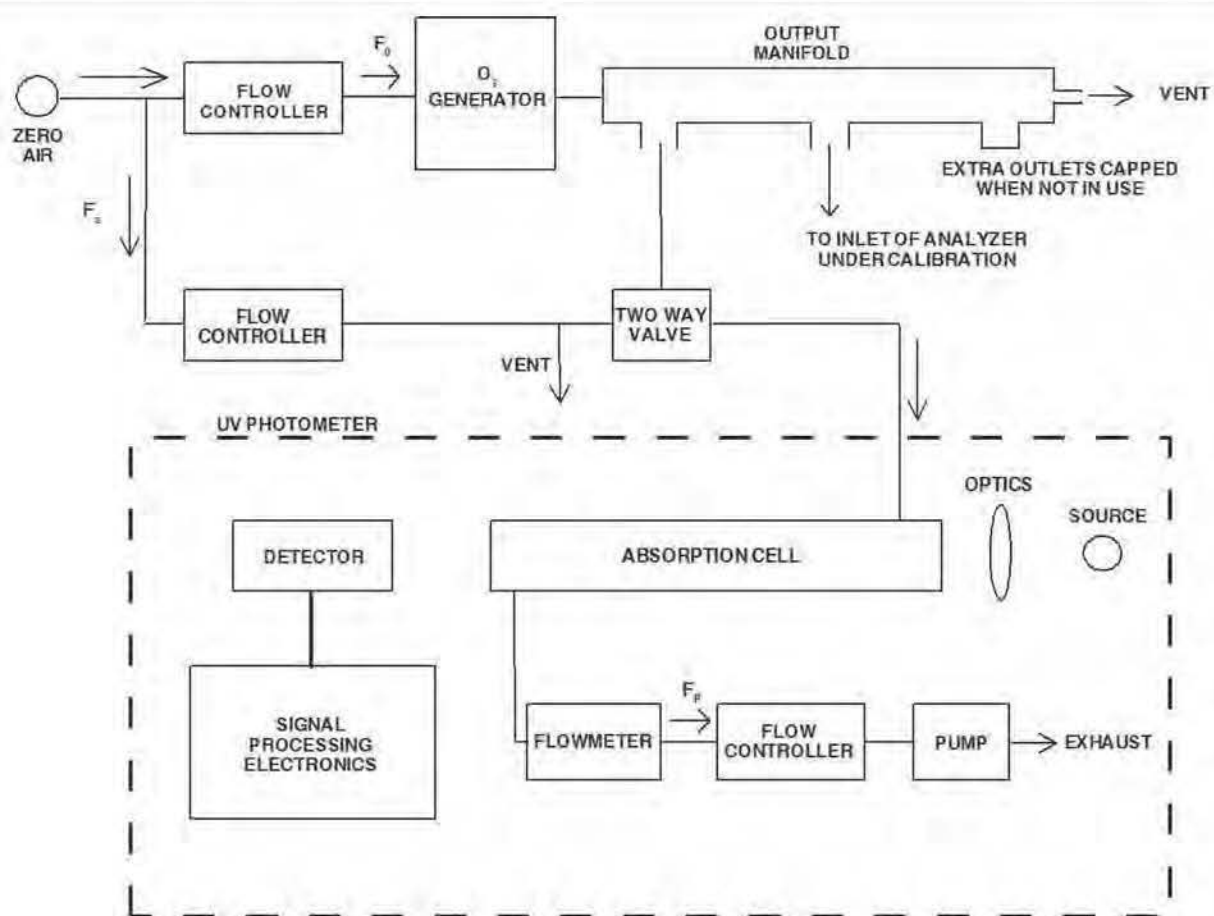 OUTPUT
MANIFOLD
F₀
O₃
GENERATOR
FLOW
CONTROLLER
VENT
ZERO
AIR
EXTRA OUTLETS CAPPED
WHEN NOT IN USE
TO INLET OF ANALYZER
UNDER CALIBRATION
FLOW
CONTROLLER
TWO WAY
VALVE
VENT
UV PHOTOMETER
OPTICS
SOURCE
DETECTOR
ABSORPTION CELL
SIGNAL
PROCESSING
ELECTRONICS
FLOWMETER
FLOW
CONTROLLER
PUMP
EXHAUST